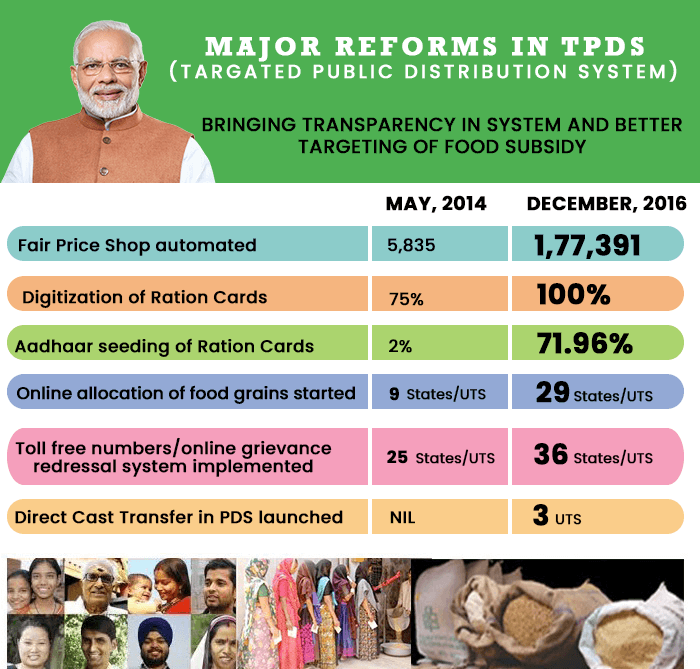 MAJOR REFORMS IN TPDS
(TARGATED PUBLIC DISTRIBUTION SYSTEM)
BRINGING TRANSPARENCY IN SYSTEM AND BETTER
TARGETING OF FOOD SUBSIDY
MAY, 2014 DECEMBER, 2016
Fair Price Shop automated 5,835 1,77,391
Digitization of Ration Cards 75% 100%
Aadhaar seeding of Ration Cards 2% 71.96%
Online allocation of food grains started 9 States/UTS 29 States/UTS
Toll free numbers/online grievance
redressal system implemented 25 States/UTS 36 States/UTS
Direct Cast Transfer in PDS launched NIL 3 UTS